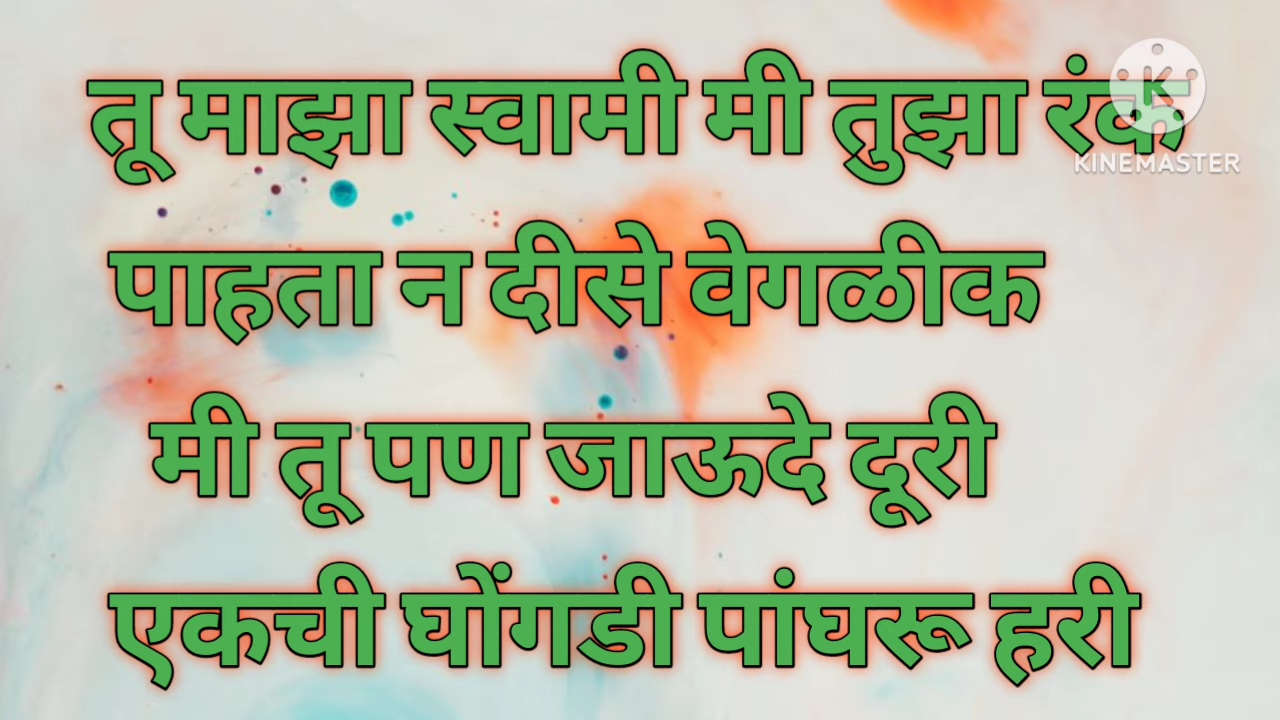 तू माझा स्वामी मी तुझा रंक
KINEMASTER
पाहता न दीसे वेगळीक
मी तू पण जाऊदे दूरी
एकची घोंगडी पांघरू हरी